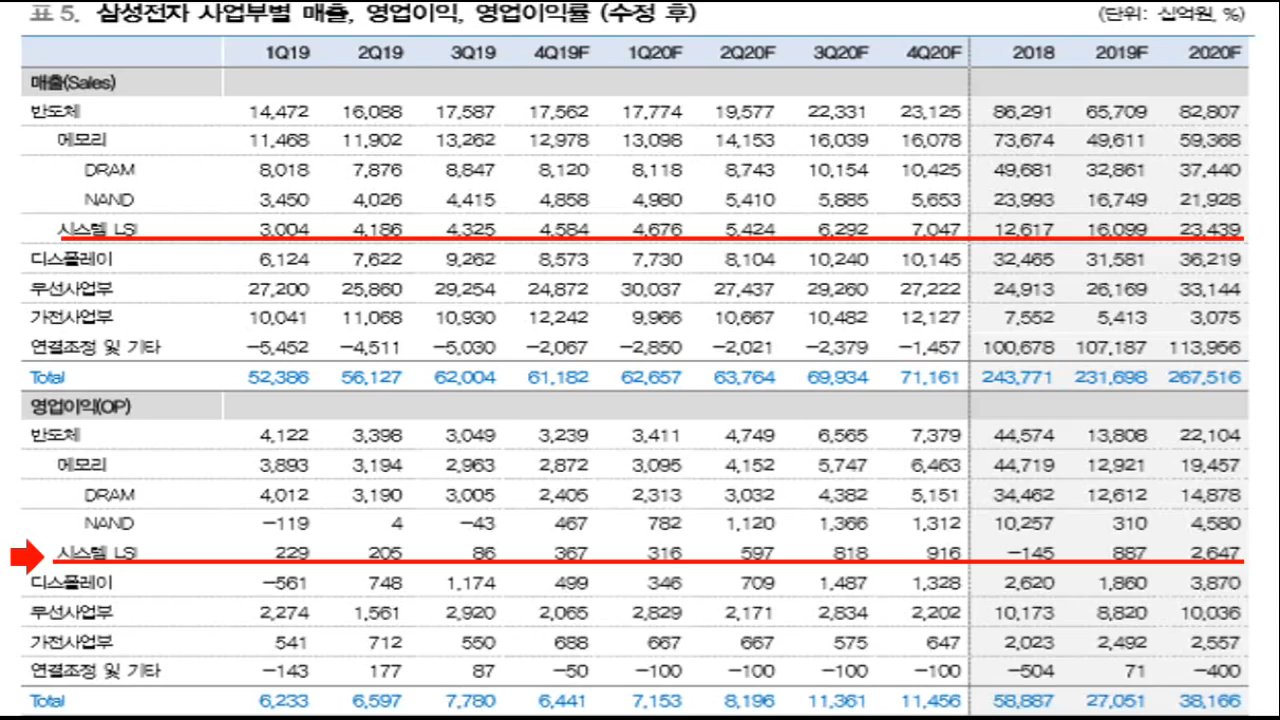 표 5. 삼성전자 사업부별 매출, 영업이익, 영업이익률 (수정 후) (단위: 십억원, %)
1Q19 2Q19 3Q19 4Q19F 1Q20F 2Q20F 3Q20F 4Q20F 2018 2019F 2020F
매출(Sales)
반도체 14,472 16,088 17,587 17,562 17,774 19,577 22,331 23,125 86,291 65,709 82,807
메모리 11,468 11,902 13,262 12,978 13,098 14,153 16,039 16,078 73,674 49,611 59,368
DRAM 8,018 7,876 8,847 8,120 8,118 8,743 10,154 10,425 49,681 32,861 37,440
NAND 3,450 4,026 4,415 4,858 4,980 5,410 5,885 5,653 23,993 16,749 21,928
시스템 LSI 3,004 4,186 4,325 4,584 4,676 5,424 6,292 7,047 12,617 16,099 23,439
디스플레이 6,124 7,622 9,262 8,573 7,730 8,104 10,240 10,145 32,465 31,581 36,219
무선사업부 27,200 25,860 29,254 24,872 30,037 27,437 29,260 27,222 24,913 26,169 33,144
가전사업부 10,041 11,068 10,930 12,242 9,966 10,667 10,482 12,127 7,552 5,413 3,075
연결조정 및 기타 -5,452 -4,511 -5,030 -2,067 -2,850 -2,021 -2,379 -1,457 100,678 107,187 113,956
Total 52,386 56,127 62,004 61,182 62,657 63,764 69,934 71,161 243,771 231,698 267,516
영업이익(OP)
반도체 4,122 3,398 3,049 3,239 3,411 4,749 6,565 7,379 44,574 13,808 22,104
메모리 3,893 3,194 2,963 2,872 3,095 4,152 5,747 6,463 44,719 12,921 19,457
DRAM 4,012 3,190 3,005 2,405 2,313 3,032 4,382 5,151 34,462 12,612 14,878
NAND -119 4 -43 467 782 1,120 1,366 1,312 10,257 310 4,580
시스템 LSI 229 205 86 367 316 597 818 916 -145 887 2,647
디스플레이 -561 748 1,174 499 346 709 1,487 1,328 2,620 1,860 3,870
무선사업부 2,274 1,561 2,920 2,065 2,829 2,171 2,834 2,202 10,173 8,820 10,036
가전사업부 541 712 550 688 667 667 575 647 2,023 2,492 2,557
연결조정 및 기타 -143 177 87 -50 -100 -100 -100 -100 -504 71 -400
Total 6,233 6,597 7,780 6,441 7,153 8,196 11,361 11,456 58,887 27,051 38,166